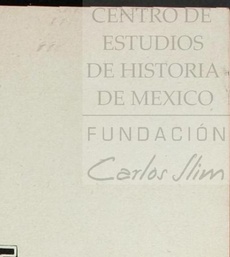 CENTRO DE
ESTUDIOS
DE HISTORIA
DE MEXICO
FUNDACIÓN
Carlos Slim